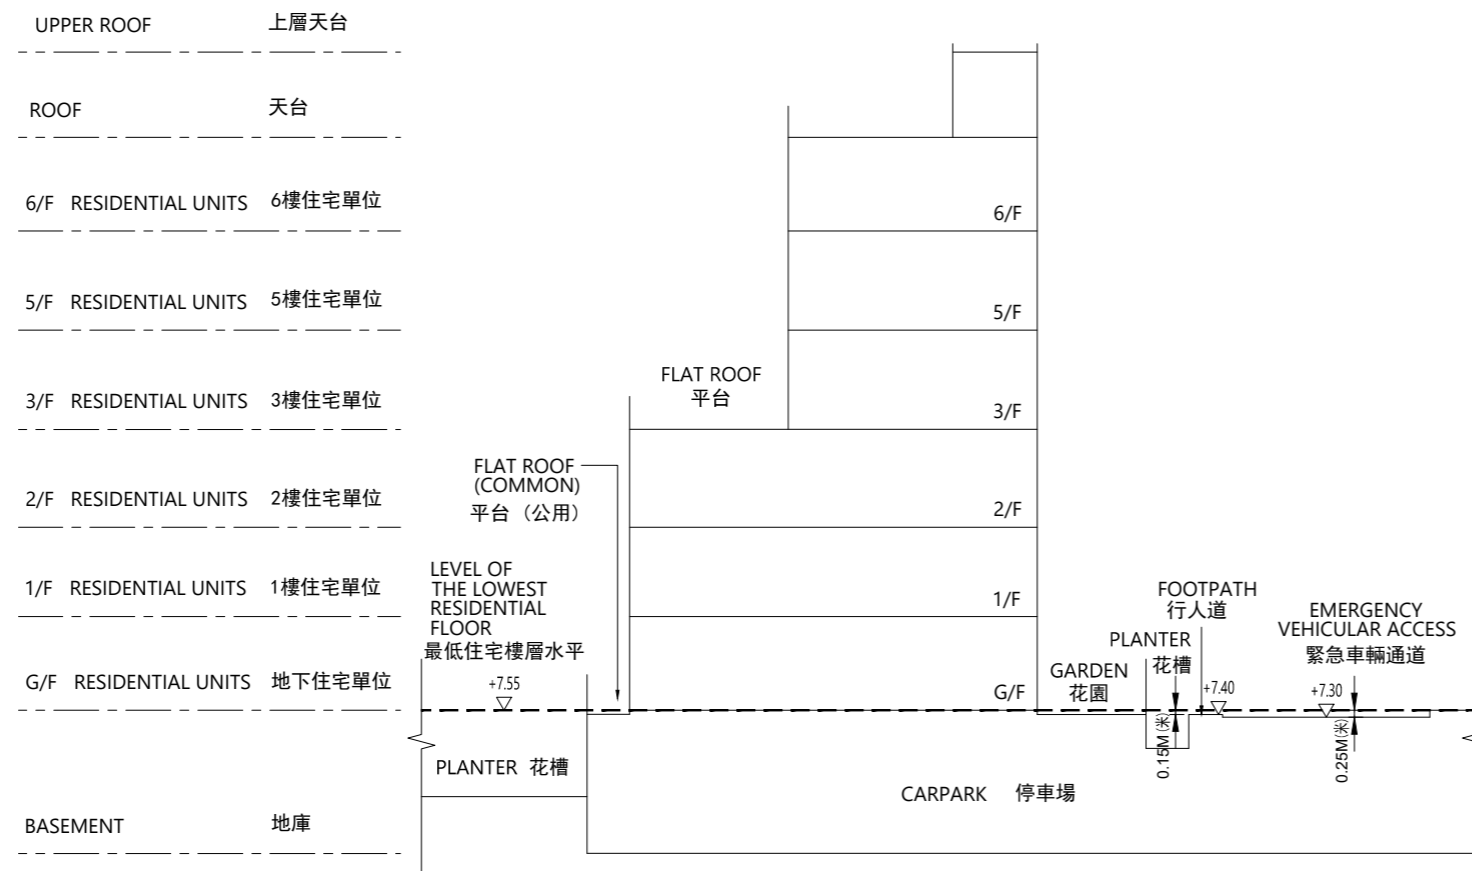 UPPER ROOF 上層天台
ROOF 天台
6/F RESIDENTIAL UNITS 6樓住宅單位
5/F RESIDENTIAL UNITS 5樓住宅單位
3/F RESIDENTIAL UNITS 3樓住宅單位
2/F RESIDENTIAL UNITS 2樓住宅單位
1/F RESIDENTIAL UNITS 1樓住宅單位
G/F RESIDENTIAL UNITS 地下住宅單位
BASEMENT 地庫
6/F
5/F
3/F
2/F
1/F
G/F
FLAT ROOF
平台
FLAT ROOF
(COMMON)
平台（公用）
LEVEL OF
THE LOWEST
RESIDENTIAL
FLOOR
最低住宅樓層水平
+7.55
PLANTER 花槽
CARPARK 停車場
GARDEN
花園
PLANTER
花槽
FOOTPATH
行人道
+7.40
0.15M(米)
EMERGENCY
VEHICULAR ACCESS
緊急車輛通道
+7.30
0.25M(米)